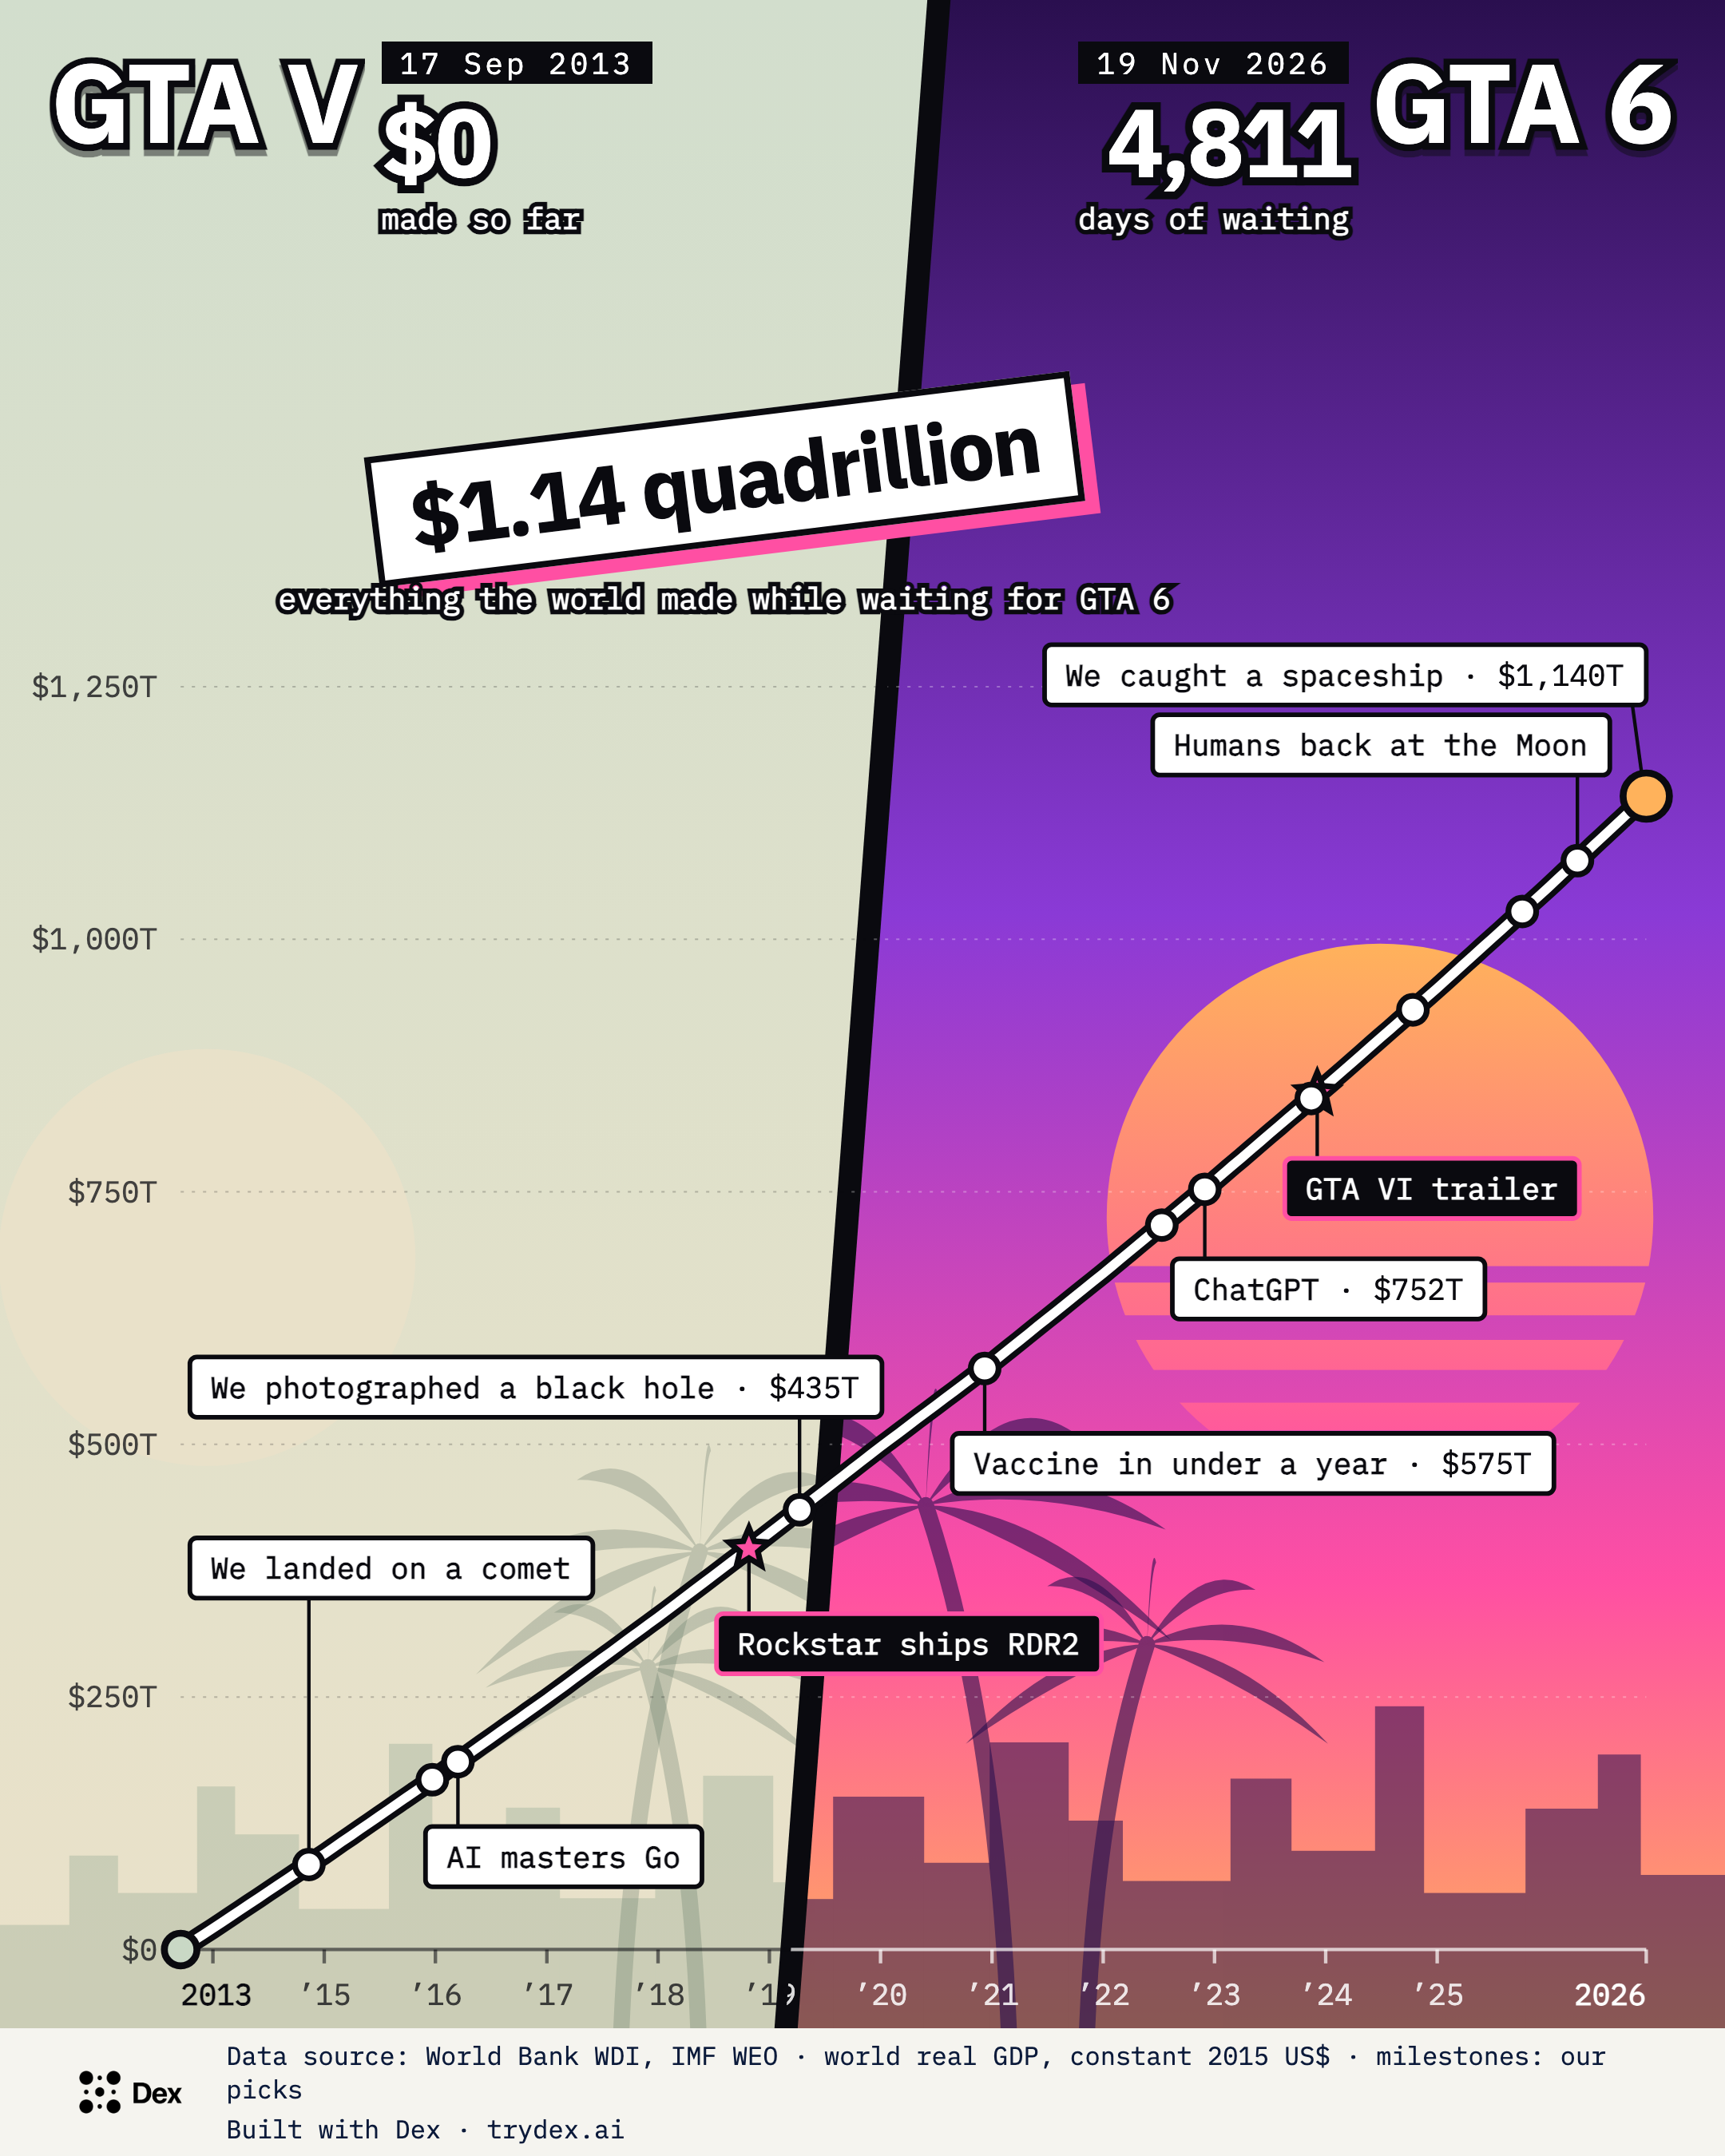 GTA V
17 Sep 2013
$0
made so far
19 Nov 2026
4,811
days of waiting
GTA 6
$1.14 quadrillion
everything the world made while waiting for GTA 6
$1,250T
We caught a spaceship · $1,140T
Humans back at the Moon
$1,000T
$750T
GTA VI trailer
ChatGPT · $752T
We photographed a black hole · $435T
$500T
Vaccine in under a year · $575T
We landed on a comet
Rockstar ships RDR2
$250T
AI masters Go
$0
2013 ’15 ’16 ’17 ’18 ’19 ’20 ’21 ’22 ’23 ’24 ’25 2026
Data source: World Bank WDI, IMF WEO · world real GDP, constant 2015 US$ · milestones: our
picks
Dex
Built with Dex · trydex.ai